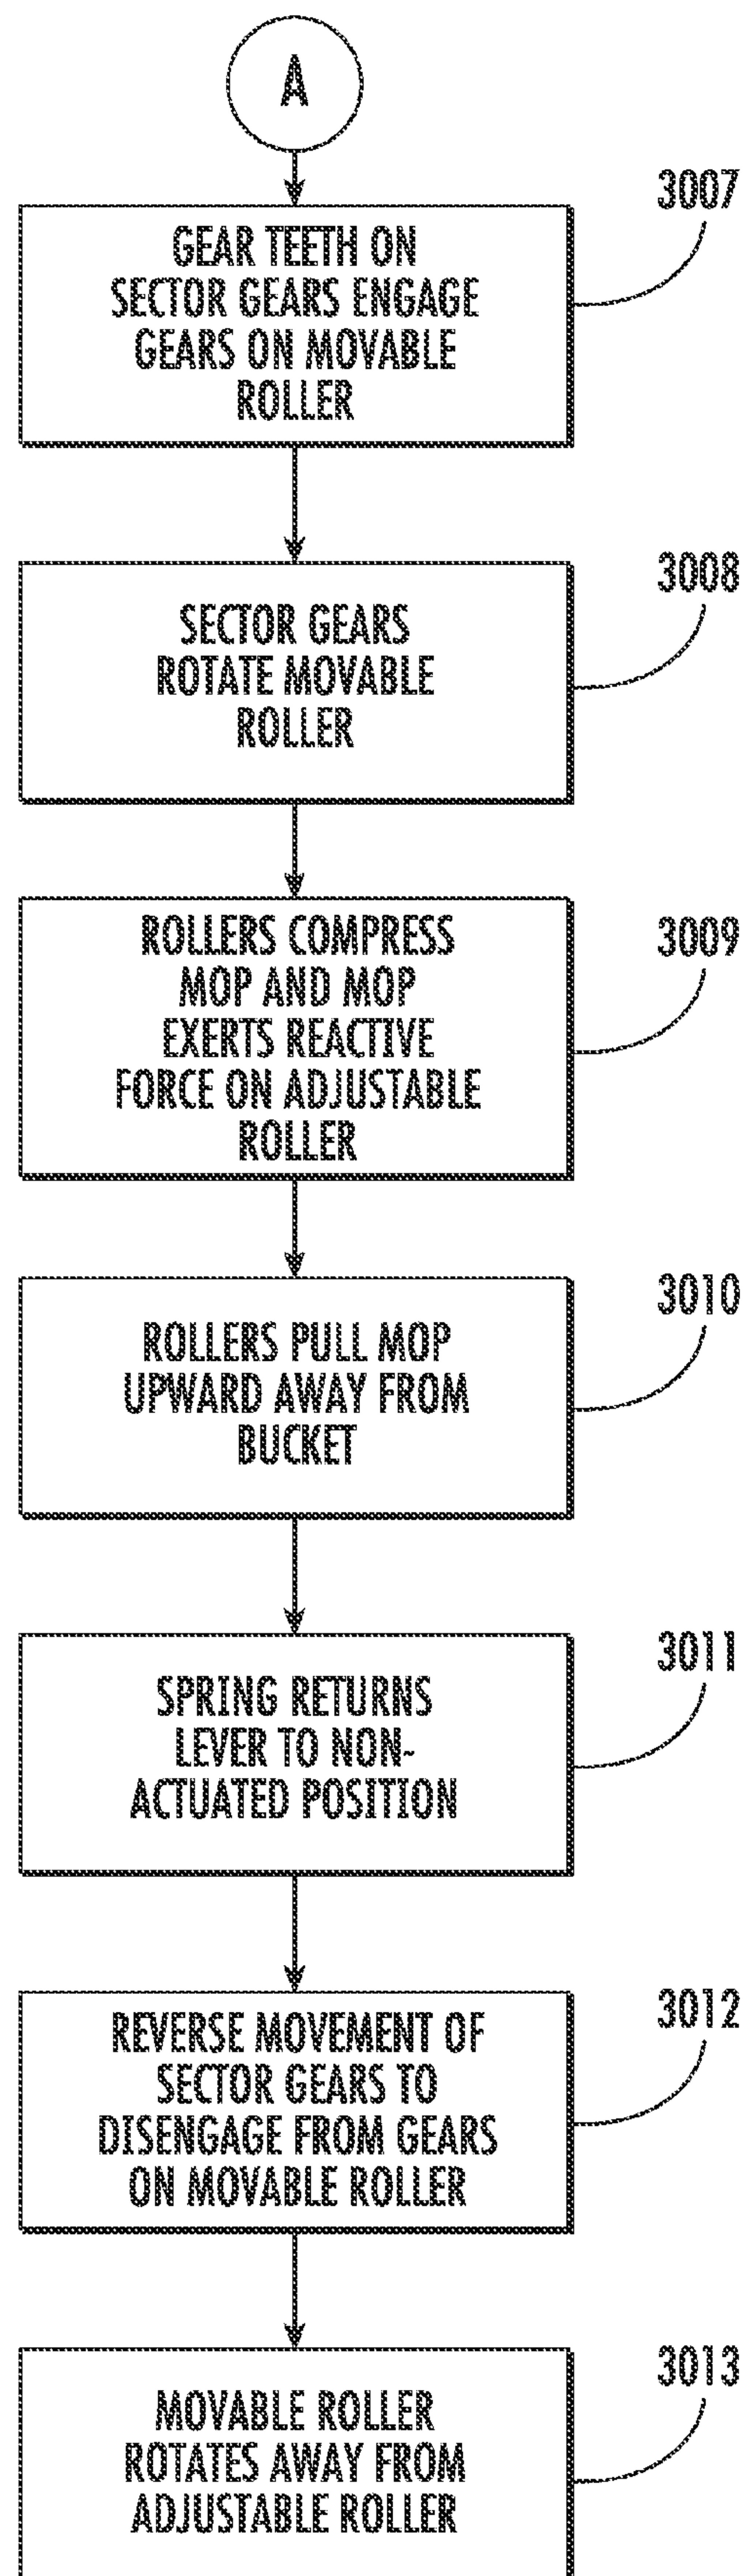 A
3007
GEAR TEETH ON
SECTOR GEARS ENGAGE
GEARS ON MOVABLE
ROLLER
3008
SECTOR GEARS
ROTATE MOVABLE
ROLLER
3009
ROLLERS COMPRESS
MOP AND MOP
EXERTS REACTIVE
FORCE ON ADJUSTABLE
ROLLER
3010
ROLLERS PULL MOP
UPWARD AWAY FROM
BUCKET
3011
SPRING RETURNS
LEVER TO NON-
ACTUATED POSITION
3012
REVERSE MOVEMENT OF
SECTOR GEARS TO
DISENGAGE FROM GEARS
ON MOVABLE ROLLER
3013
MOVABLE ROLLER
ROTATES AWAY FROM
ADJUSTABLE ROLLER